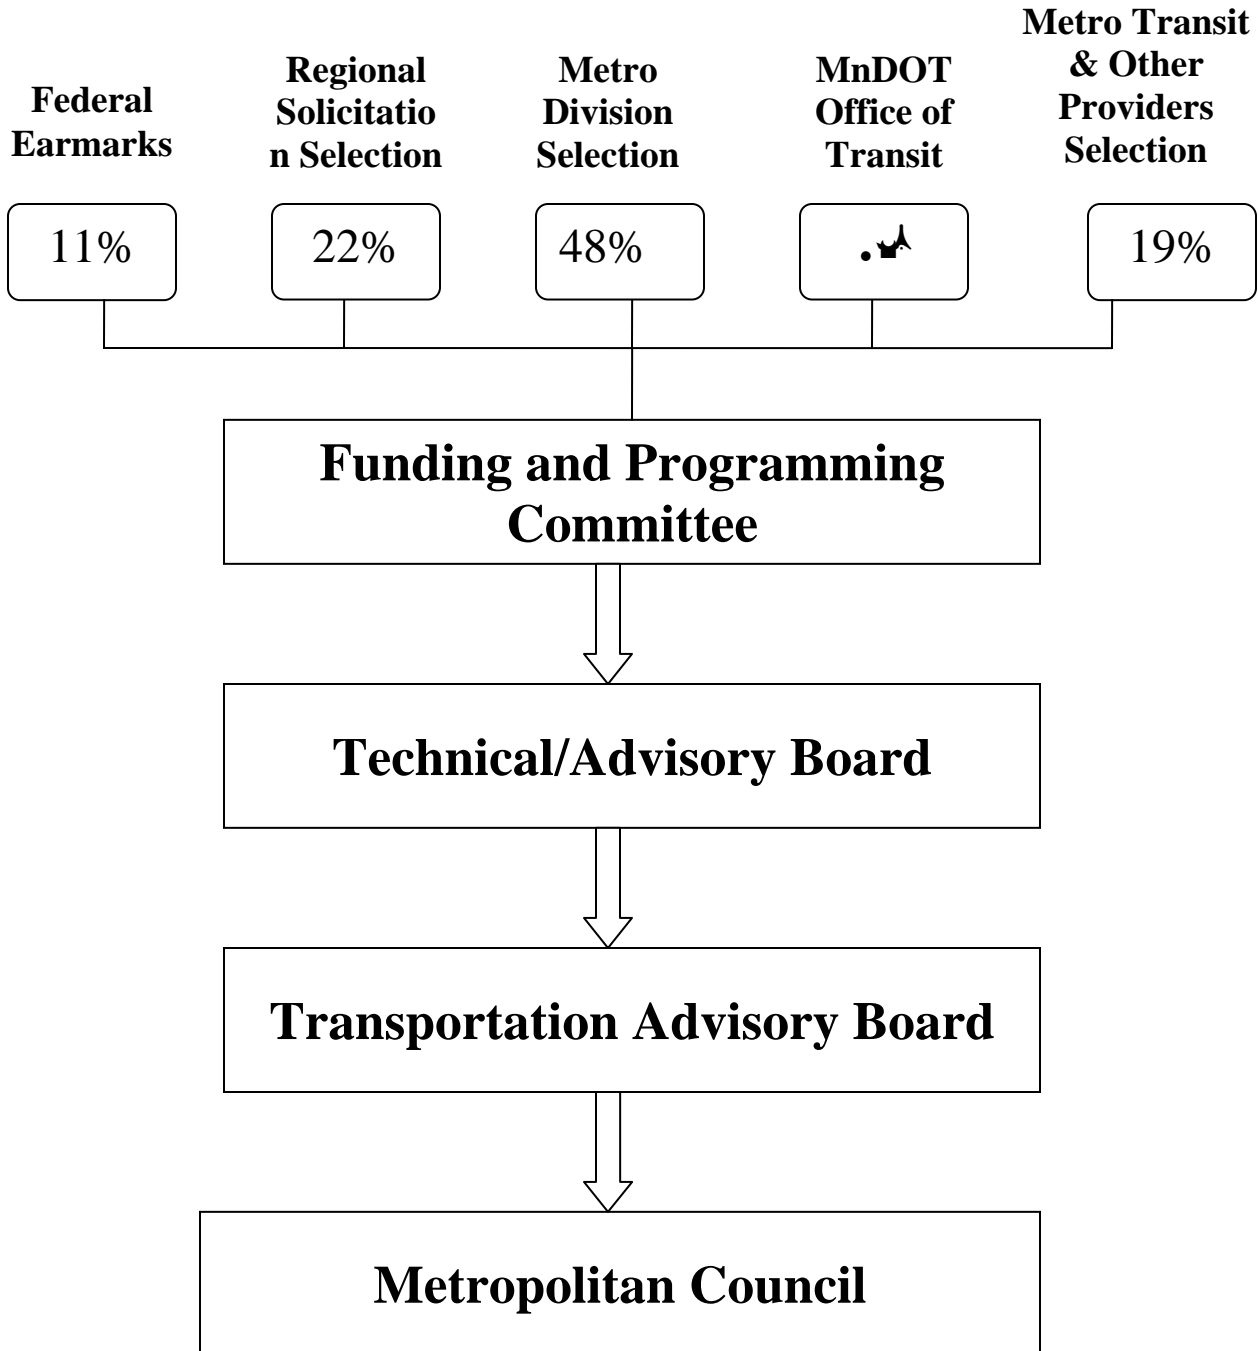 Federal
Earmarks
Regional
Solicitatio
n Selection
Metro
Division
Selection
MnDOT
Office of
Transit
Metro Transit
& Other
Providers
Selection
11%
22%
48%
19%
Funding and Programming
Committee
Technical/Advisory Board
Transportation Advisory Board
Metropolitan Council